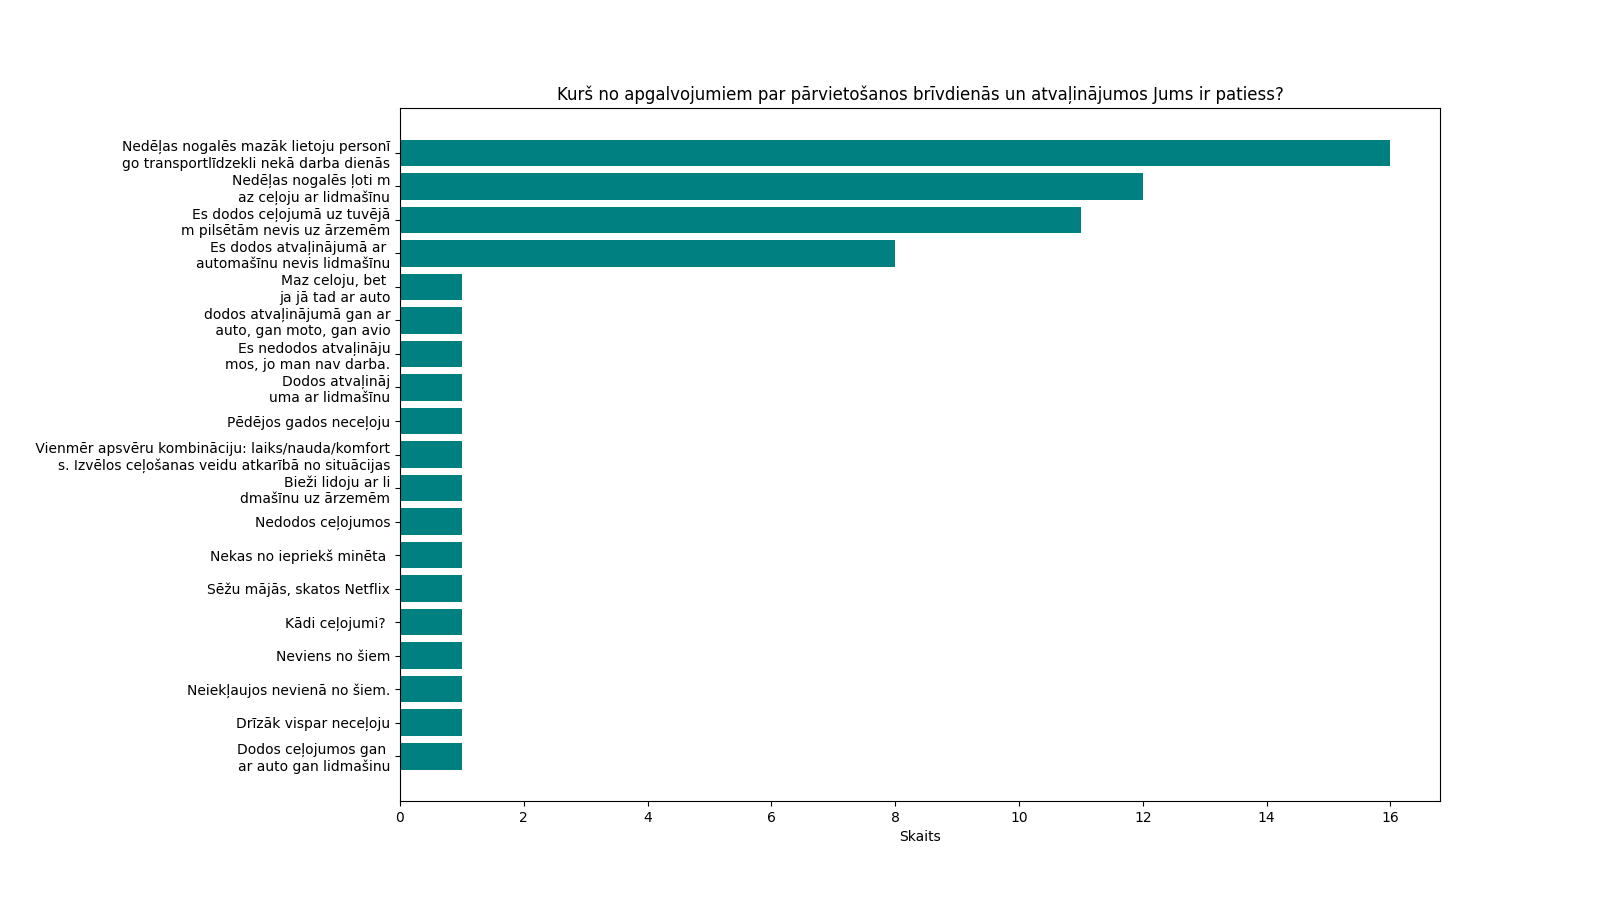 Kurš no apgalvojumiem par pārvietošanos brīvdienās un atvaļinājumos Jums ir patiess?
Nedēļas nogalēs mazāk lietoju personī
go transportlīdzekli nekā darba dienās
Nedēļas nogalēs ļoti m
az ceļoju ar lidmašīnu
Es dodos ceļojumā uz tuvējā
m pilsētām nevis uz ārzemēm
Es dodos atvaļinājumā ar
automašīnu nevis lidmašīnu
Maz celoju, bet
ja jā tad ar auto
dodos atvaļinājumā gan ar
auto, gan moto, gan avio
Es nedodos atvaļināju
mos, jo man nav darba.
Dodos atvaļināj
uma ar lidmašīnu
Pēdējos gados neceļoju
Vienmēr apsvēru kombināciju: laiks/nauda/komfort
s. Izvēlos ceļošanas veidu atkarībā no situācijas
Bieži lidoju ar li
dmašīnu uz ārzemēm
Nedodos ceļojumos
Nekas no iepriekš minēta
Sēžu mājās, skatos Netflix
Kādi ceļojumi?
Neviens no šiem
Neiekļaujos nevienā no šiem.
Drīzāk vispar neceļoju
Dodos ceļojumos gan
ar auto gan lidmašinu
0 2 4 6 8 10 12 14 16
Skaits